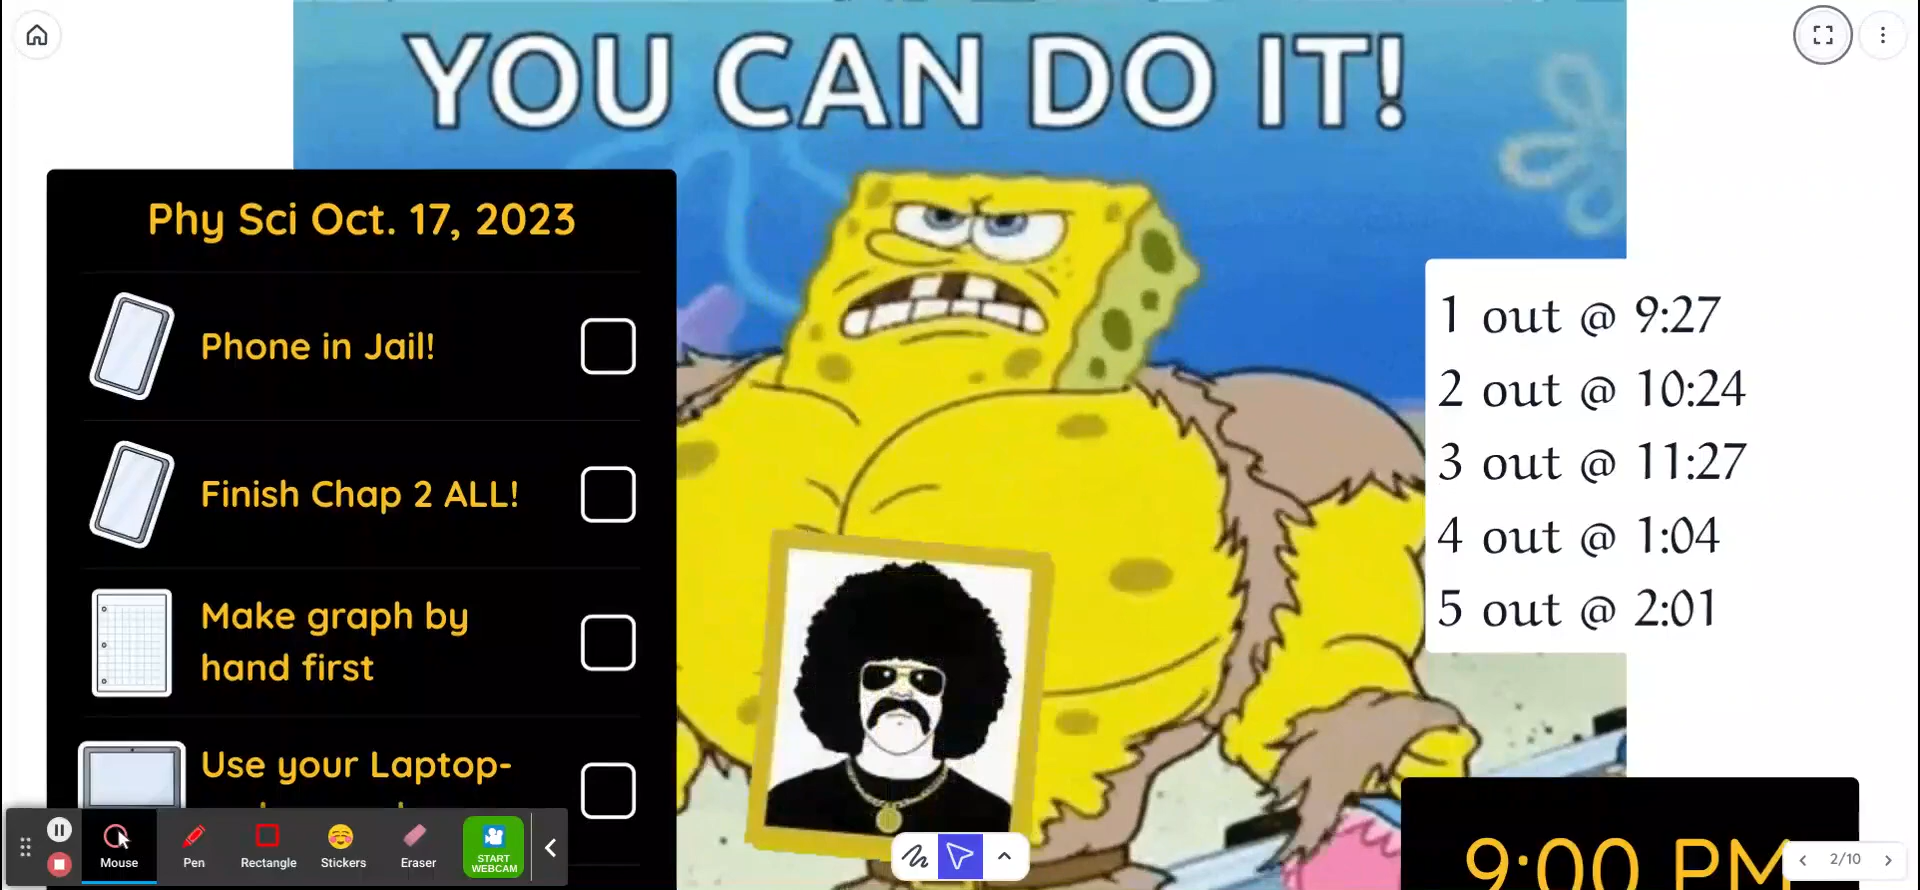 YOU CAN DO IT!
Phy Sci Oct. 17, 2023
Phone in Jail!
Finish Chap 2 ALL!
Make graph by
hand first
Use your Laptop-
1 out @ 9:27
2 out @ 10:24
3 out @ 11:27
4 out @ 1:04
5 out @ 2:01
9:00 PM
2/10
Mouse
Pen
Rectangle
Stickers
Eraser
START
WEBCAM